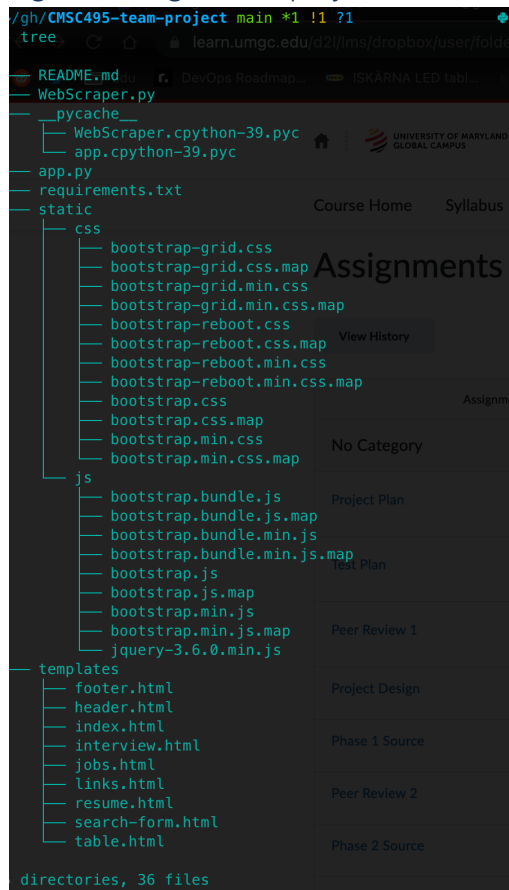 /gh/CMSC495-team-project main *1 !1 ?1
tree
learn.umgc.edu/d2l/lms/dropbox/user/folde
DevOps Roadmap...
ISKÄRNA LED tabl...
├── README.md
├── WebScraper.py
├── __pycache__
│   ├── WebScraper.cpython-39.pyc
│   └── app.cpython-39.pyc
├── app.py
├── requirements.txt
├── static
│   ├── css
│   │   ├── bootstrap-grid.css
│   │   ├── bootstrap-grid.css.map
│   │   ├── bootstrap-grid.min.css
│   │   ├── bootstrap-grid.min.css.map
│   │   ├── bootstrap-reboot.css
│   │   ├── bootstrap-reboot.css.map
│   │   ├── bootstrap-reboot.min.css
│   │   ├── bootstrap-reboot.min.css.map
│   │   ├── bootstrap.css
│   │   ├── bootstrap.css.map
│   │   ├── bootstrap.min.css
│   │   └── bootstrap.min.css.map
│   └── js
│       ├── bootstrap.bundle.js
│       ├── bootstrap.bundle.js.map
│       ├── bootstrap.bundle.min.js
│       ├── bootstrap.bundle.min.js.map
│       ├── bootstrap.js
│       ├── bootstrap.js.map
│       ├── bootstrap.min.js
│       ├── bootstrap.min.js.map
│       └── jquery-3.6.0.min.js
├── templates
│   ├── footer.html
│   ├── header.html
│   ├── index.html
│   ├── interview.html
│   ├── jobs.html
│   ├── links.html
│   ├── resume.html
│   ├── search-form.html
│   └── table.html
directories, 36 files
UNIVERSITY OF MARYLAND
GLOBAL CAMPUS
Course Home Syllabus
Assignments
View History
Assignm
No Category
Project Plan
Test Plan
Peer Review 1
Project Design
Phase 1 Source
Peer Review 2
Phase 2 Source